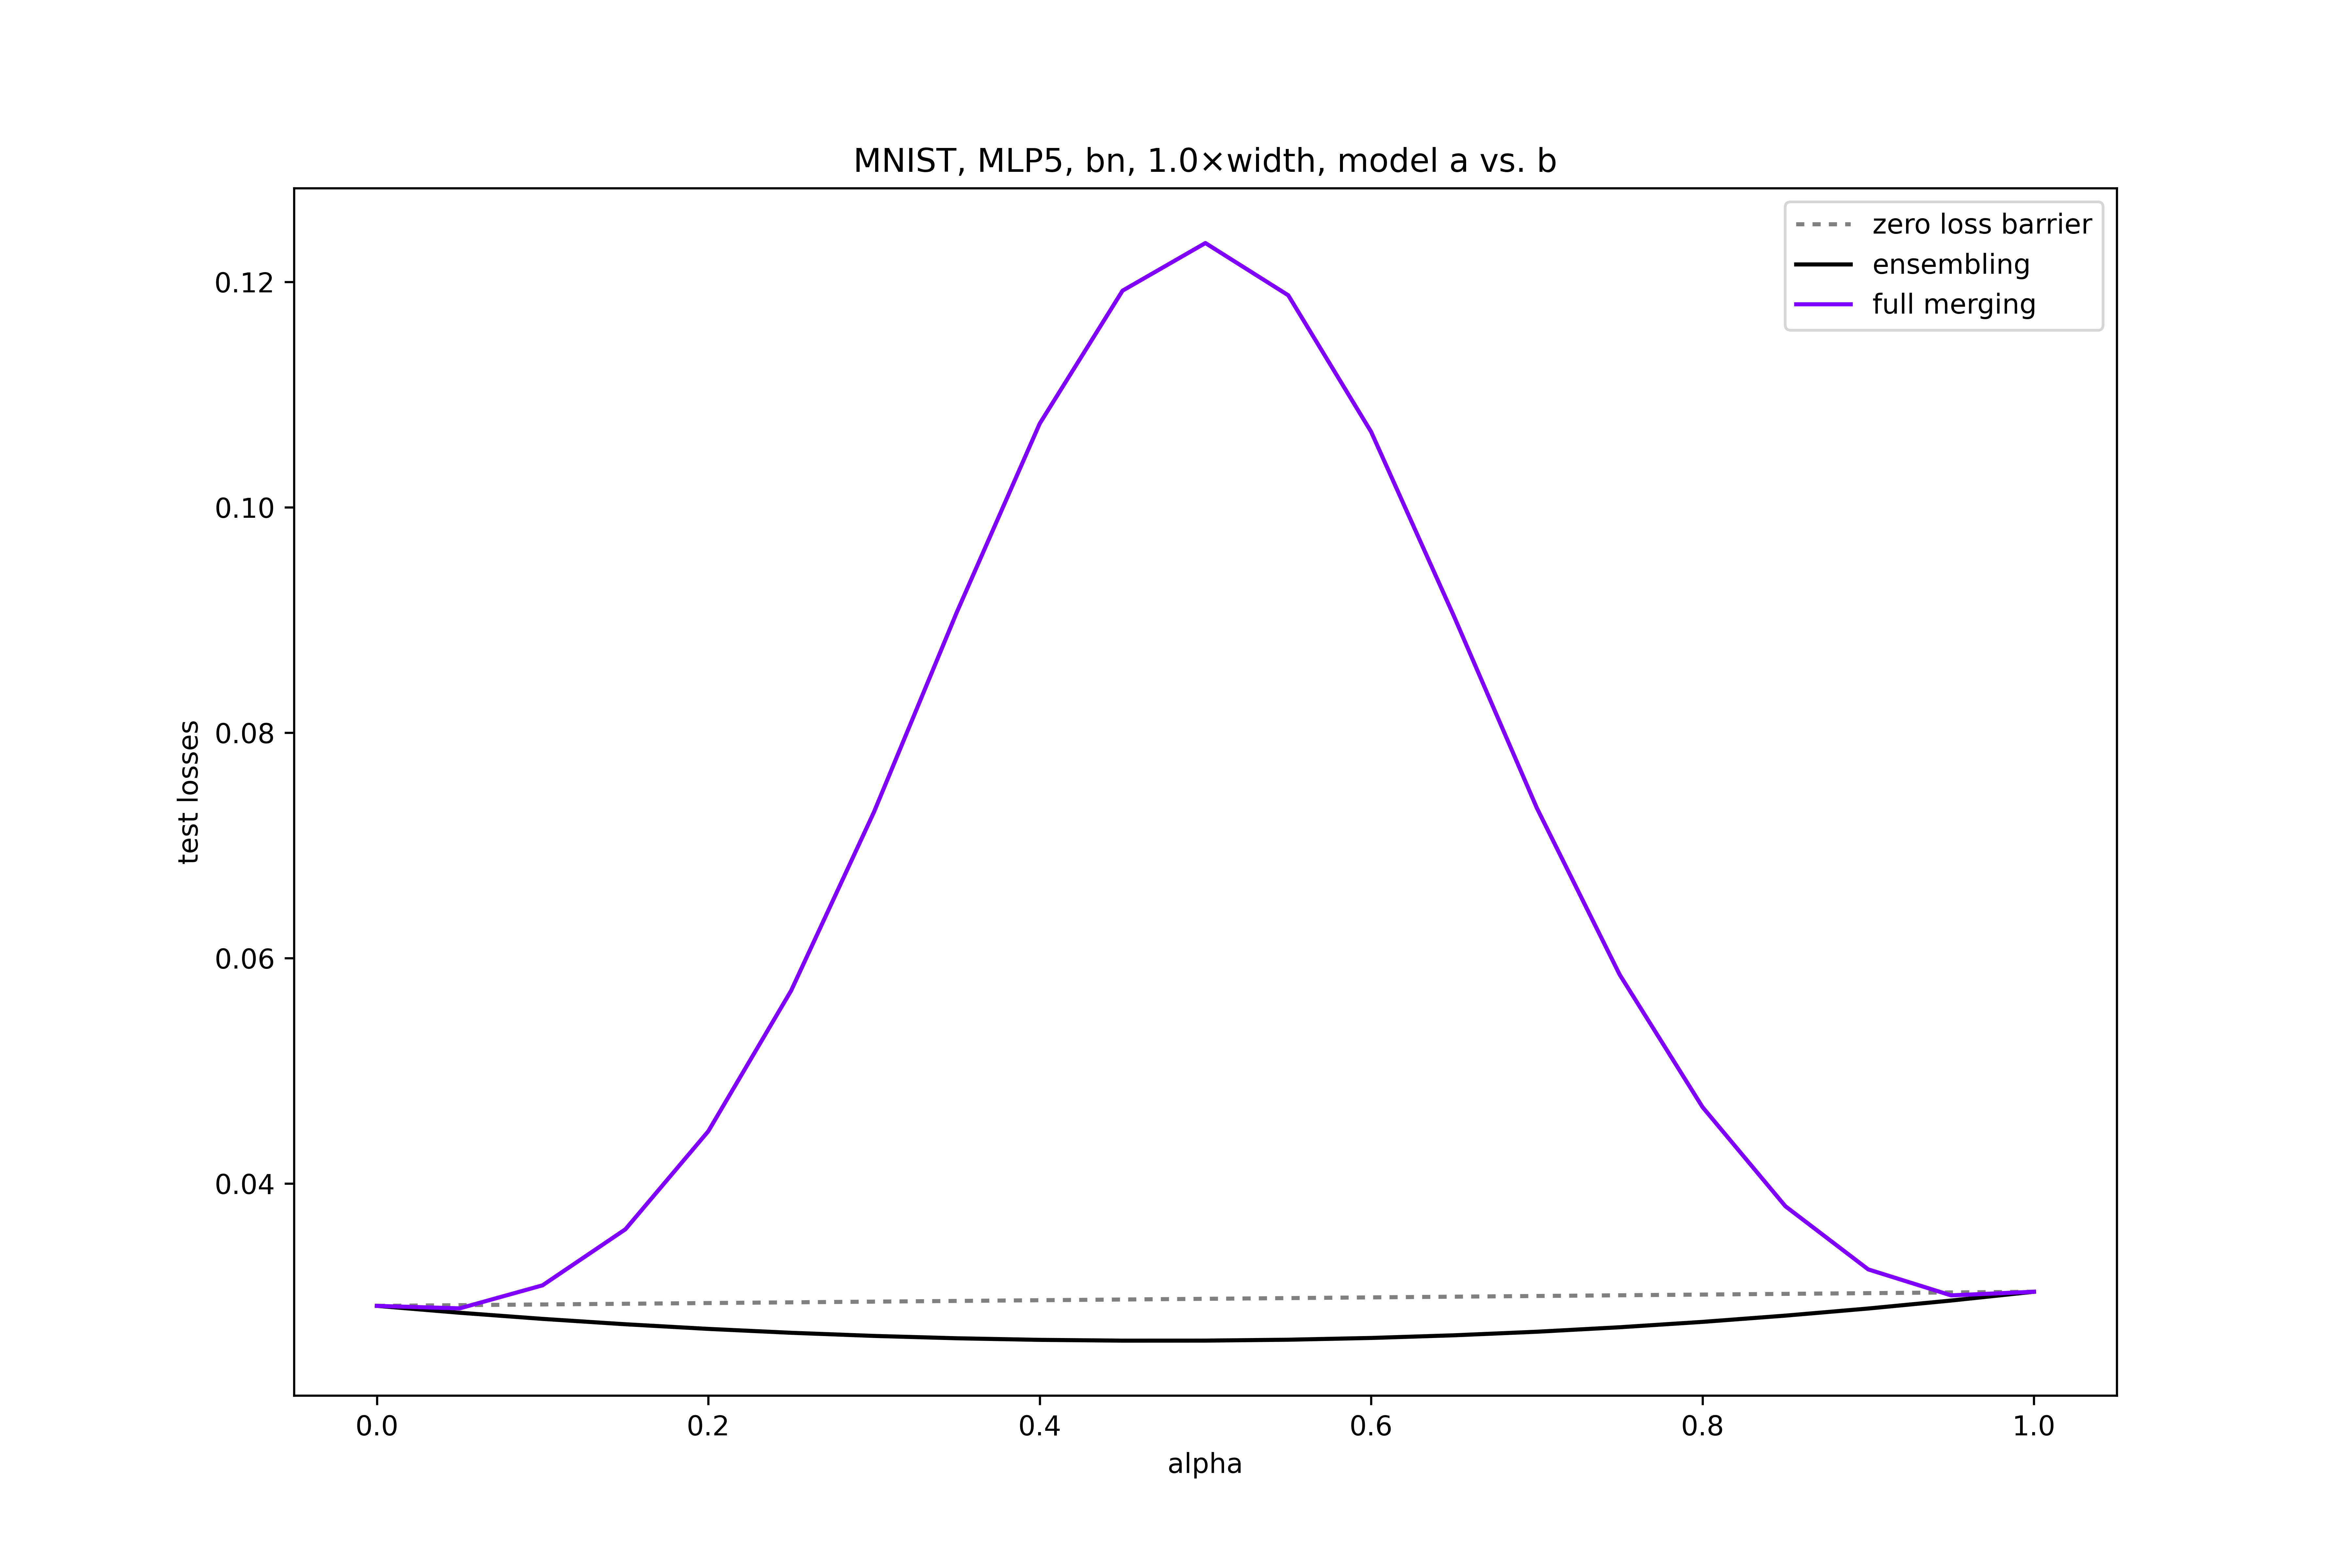 MNIST, MLP5, bn, 1.0×width, model a vs. b
zero loss barrier
ensembling
full merging
0.12
0.10
0.08
0.06
0.04
test losses
0.0
0.2
0.4
0.6
0.8
1.0
alpha